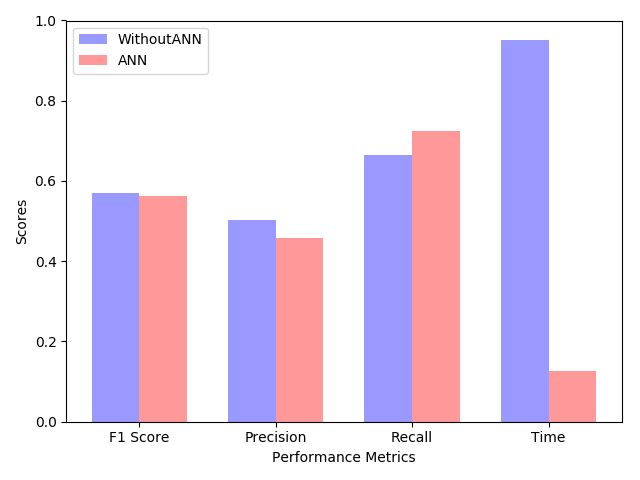 WithoutANN
ANN
1.0
0.8
0.6
0.4
0.2
0.0
Scores
F1 Score Precision Recall Time
Performance Metrics